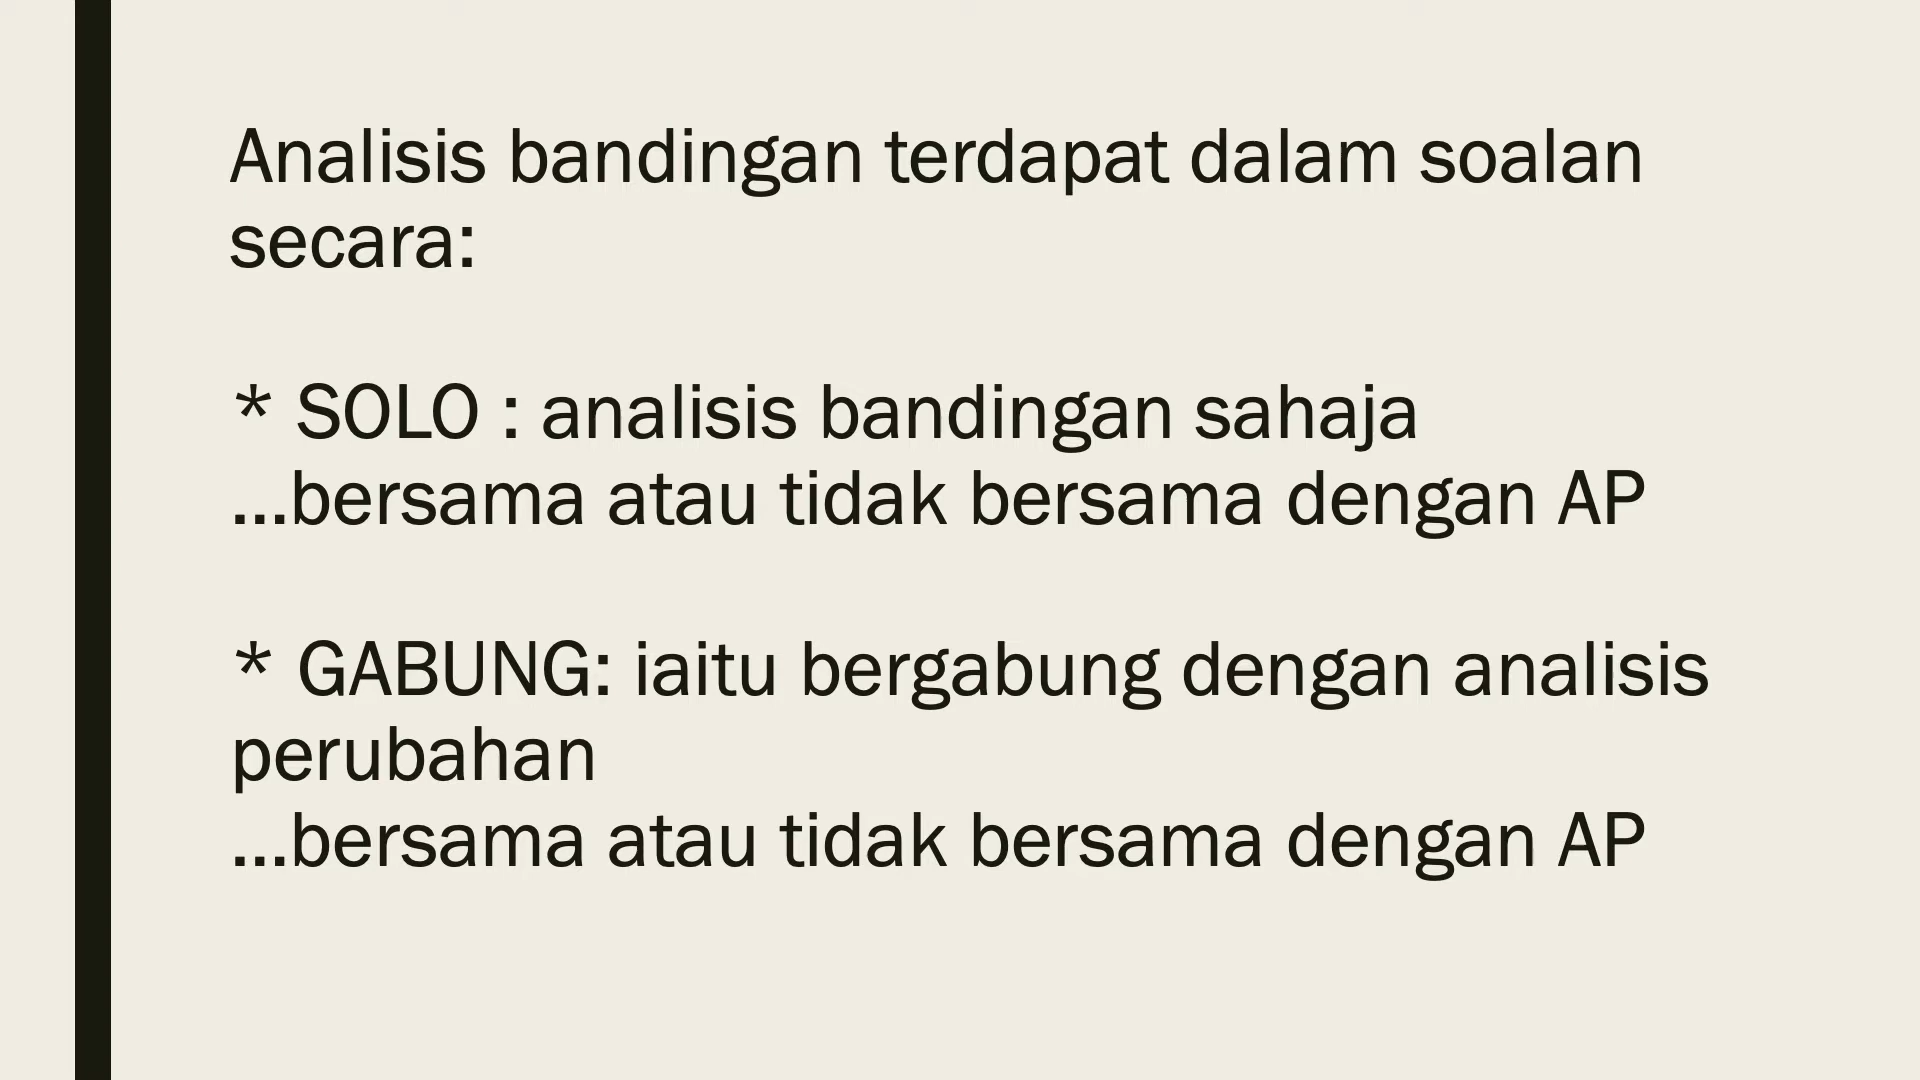 Analisis bandingan terdapat dalam soalan
secara:
* SOLO : analisis bandingan sahaja
...bersama atau tidak bersama dengan AP
* GABUNG: iaitu bergabung dengan analisis
perubahan
...bersama atau tidak bersama dengan AP